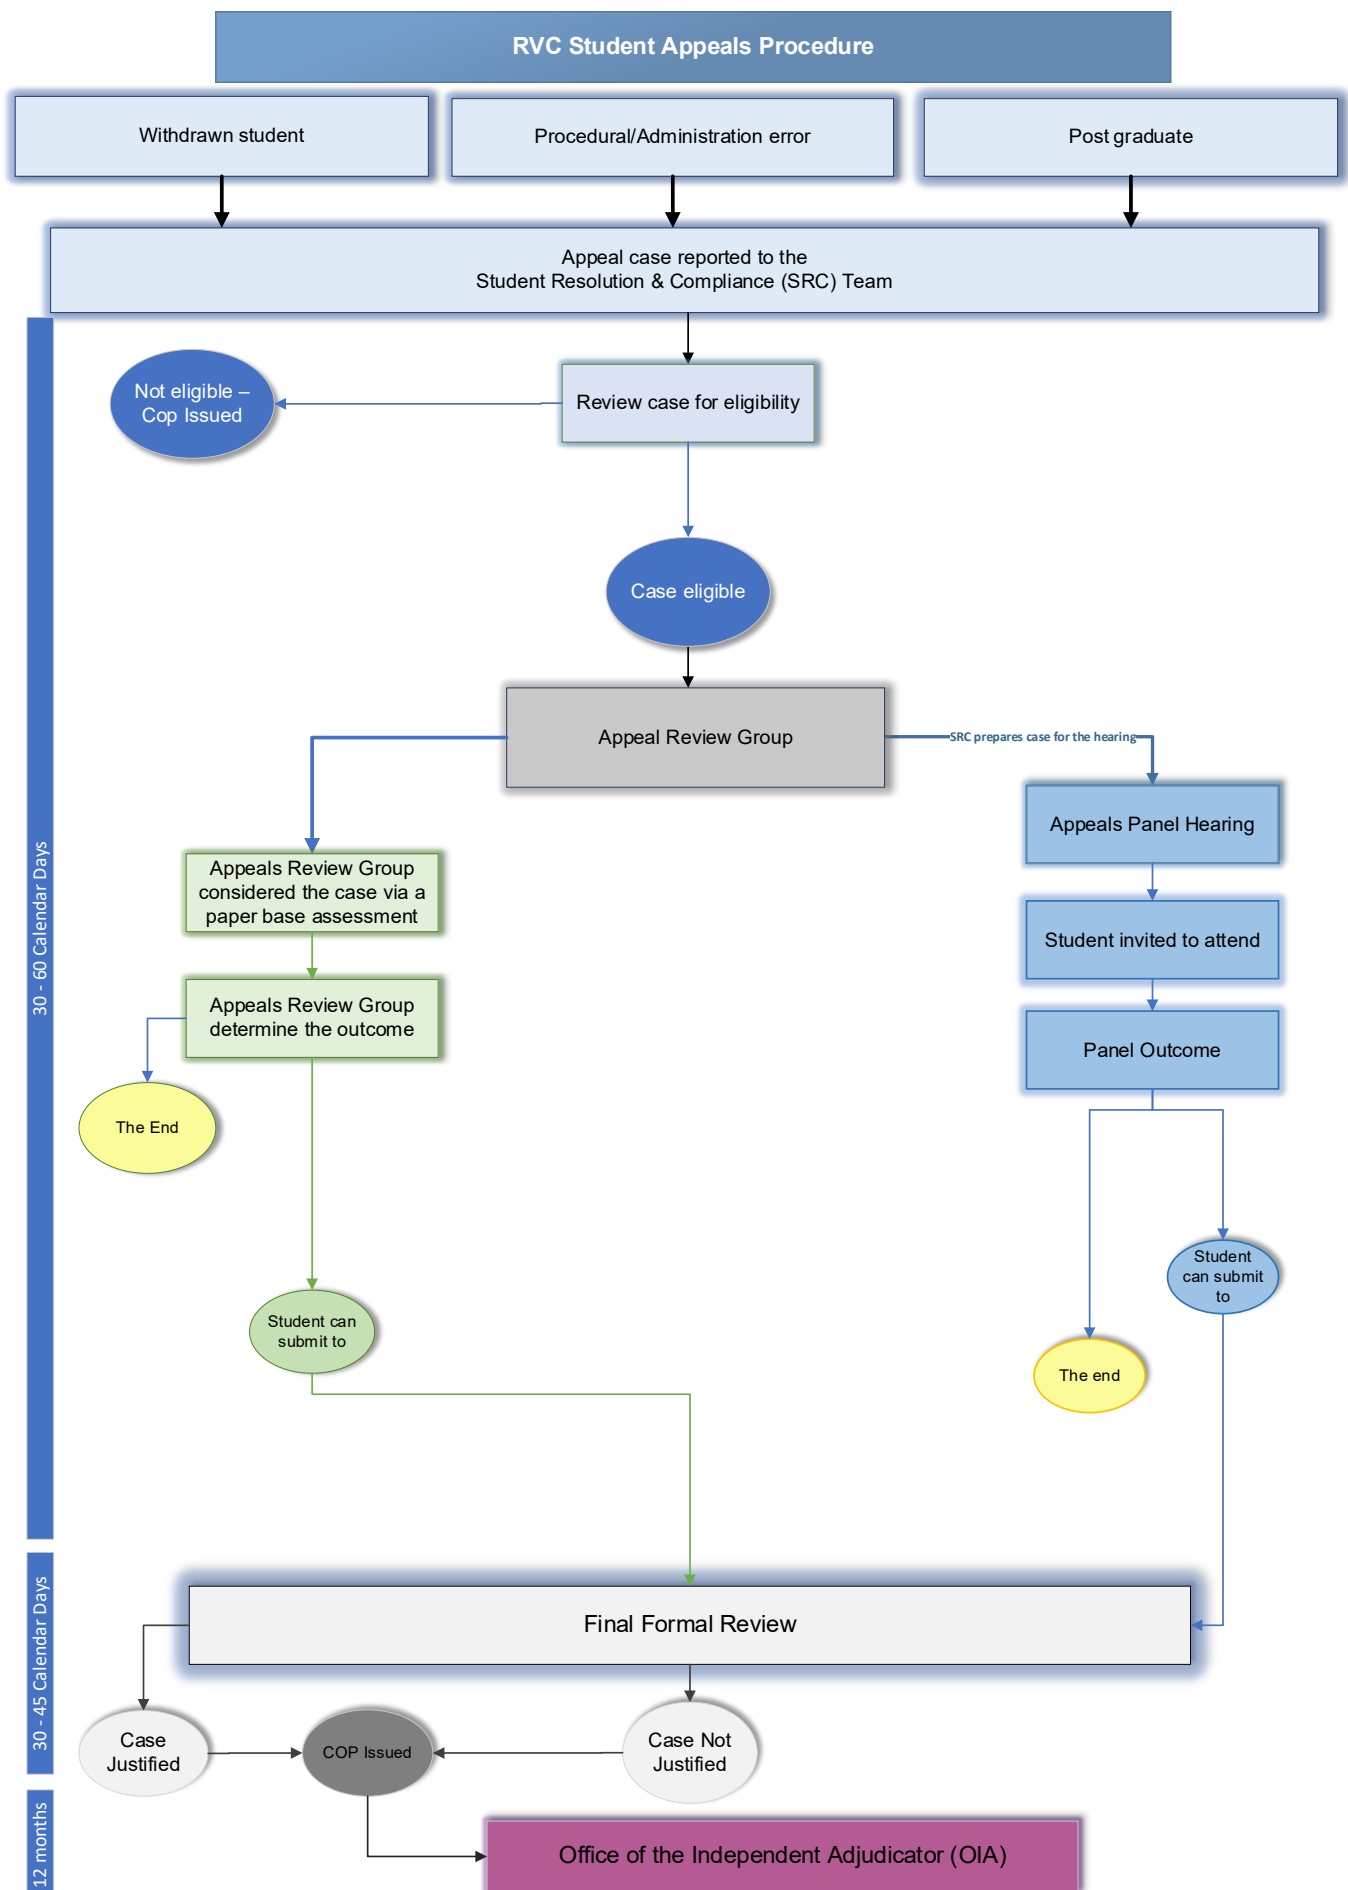 RVC Student Appeals Procedure
Withdrawn student
Procedural/Administration error
Post graduate
Appeal case reported to the
Student Resolution & Compliance (SRC) Team
30 - 60 Calendar Days
Not eligible –
Cop Issued
Review case for eligibility
Case eligible
Appeal Review Group
SRC prepares case for the hearing
Appeals Panel Hearing
Appeals Review Group
considered the case via a
paper base assessment
Student invited to attend
Appeals Review Group
determine the outcome
Panel Outcome
The End
Student
can submit
to
Student can
submit to
The end
30 - 45 Calendar Days
Final Formal Review
Case
Justified
COP Issued
Case Not
Justified
12 months
Office of the Independent Adjudicator (OIA)